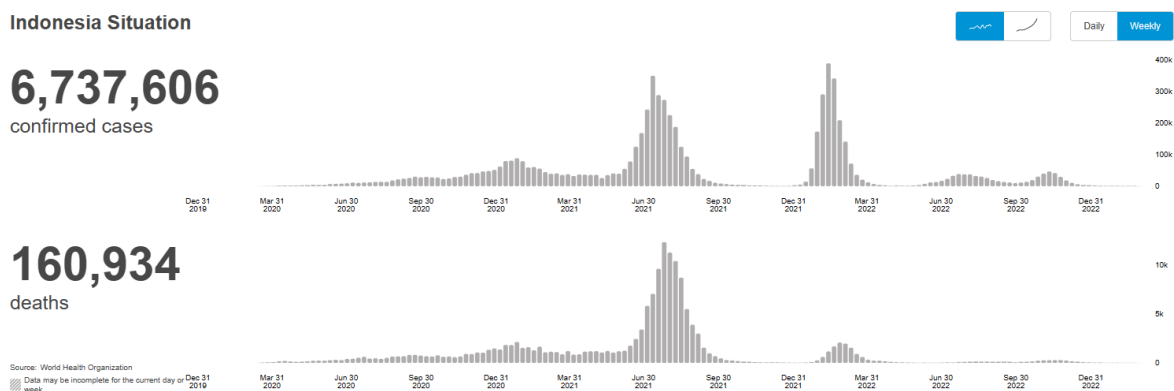 Indonesia Situation
Daily
Weekly
6,737,606
confirmed cases
400k
300k
200k
100k
0
Dec 31
2019
Mar 31
2020
Jun 30
2020
Sep 30
2020
Dec 31
2020
Mar 31
2021
Jun 30
2021
Sep 30
2021
Dec 31
2021
Mar 31
2022
Jun 30
2022
Sep 30
2022
Dec 31
2022
160,934
deaths
10k
5k
0
Source: World Health Organization
Data may be incomplete for the current day or
week
Dec 31
2019
Mar 31
2020
Jun 30
2020
Sep 30
2020
Dec 31
2020
Mar 31
2021
Jun 30
2021
Sep 30
2021
Dec 31
2021
Mar 31
2022
Jun 30
2022
Sep 30
2022
Dec 31
2022